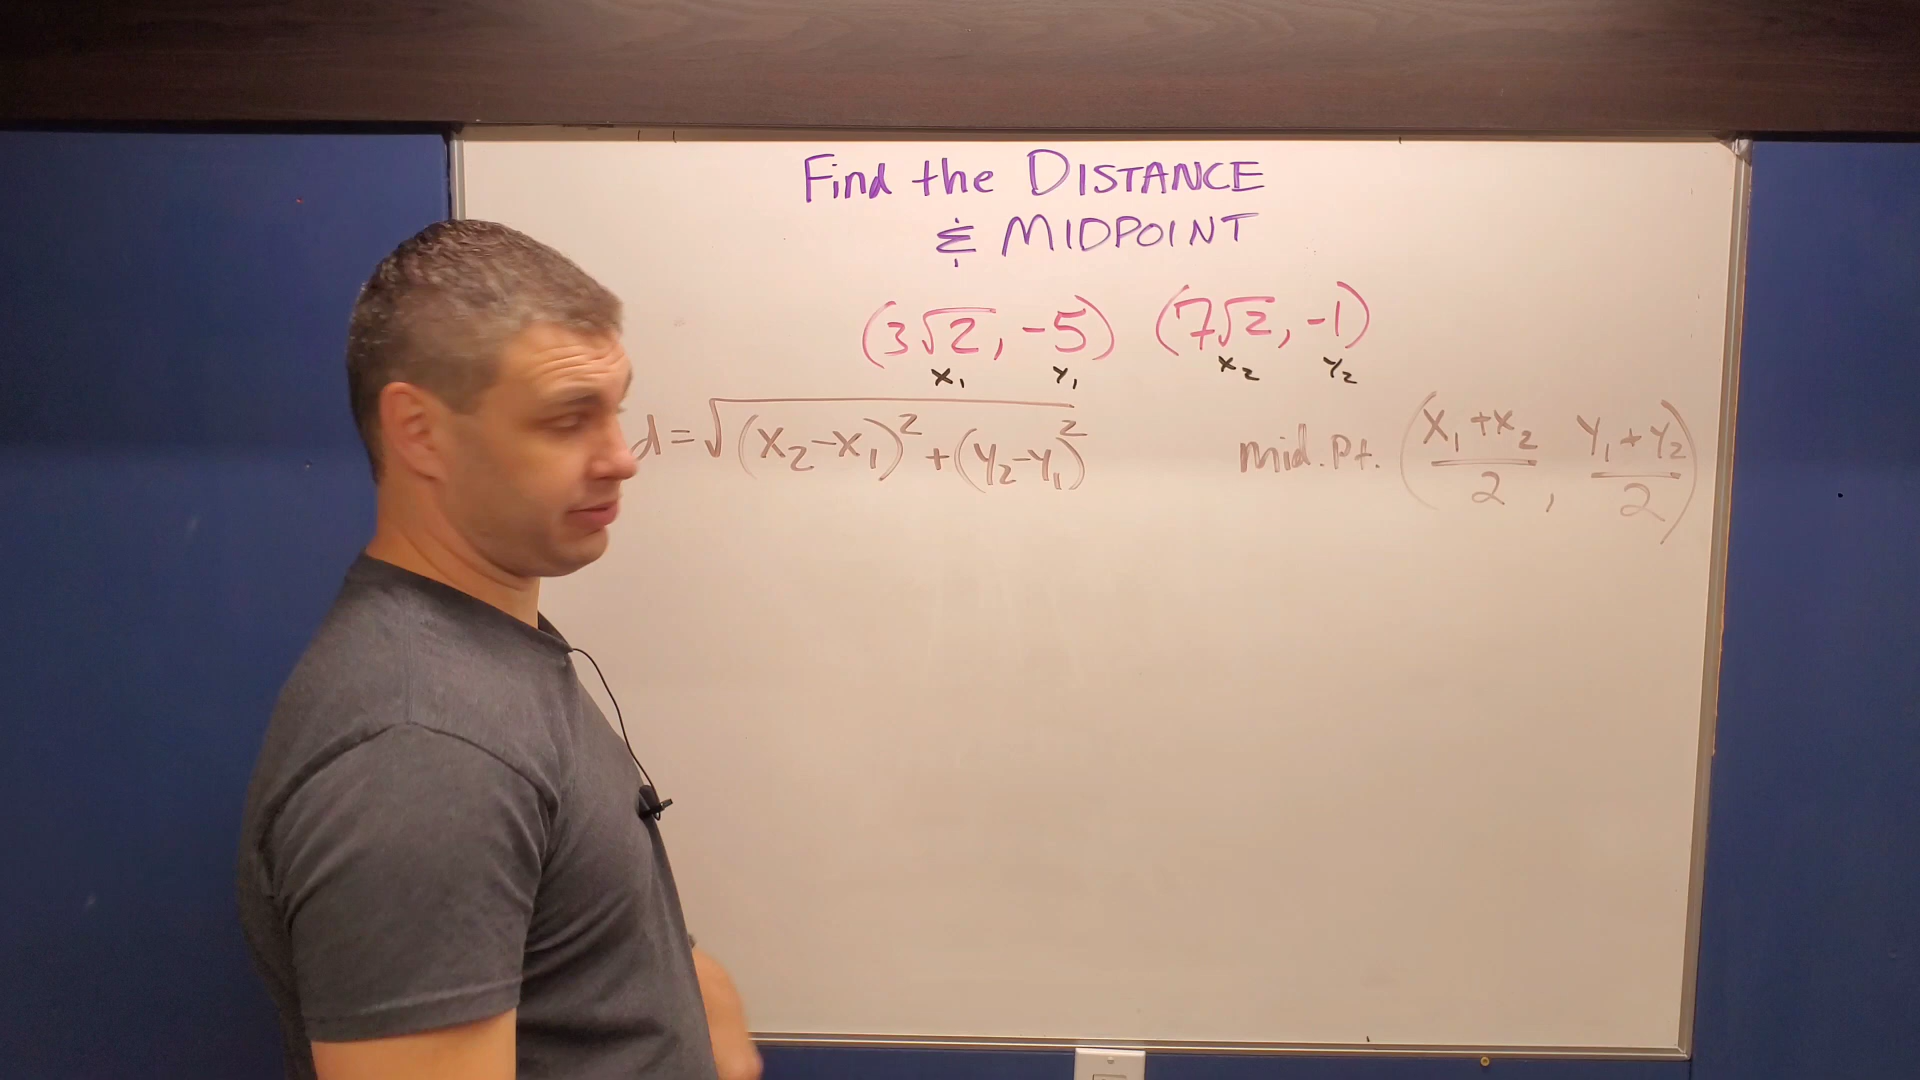 Find the DISTANCE
& MIDPOINT
(3√2, -5) (7√2, -1)
x₁ y₁ x₂ y₂
d = √(x₂-x₁)² + (y₂-y₁)²
mid. Pt. (x₁+x₂/2, y₁+y₂/2)